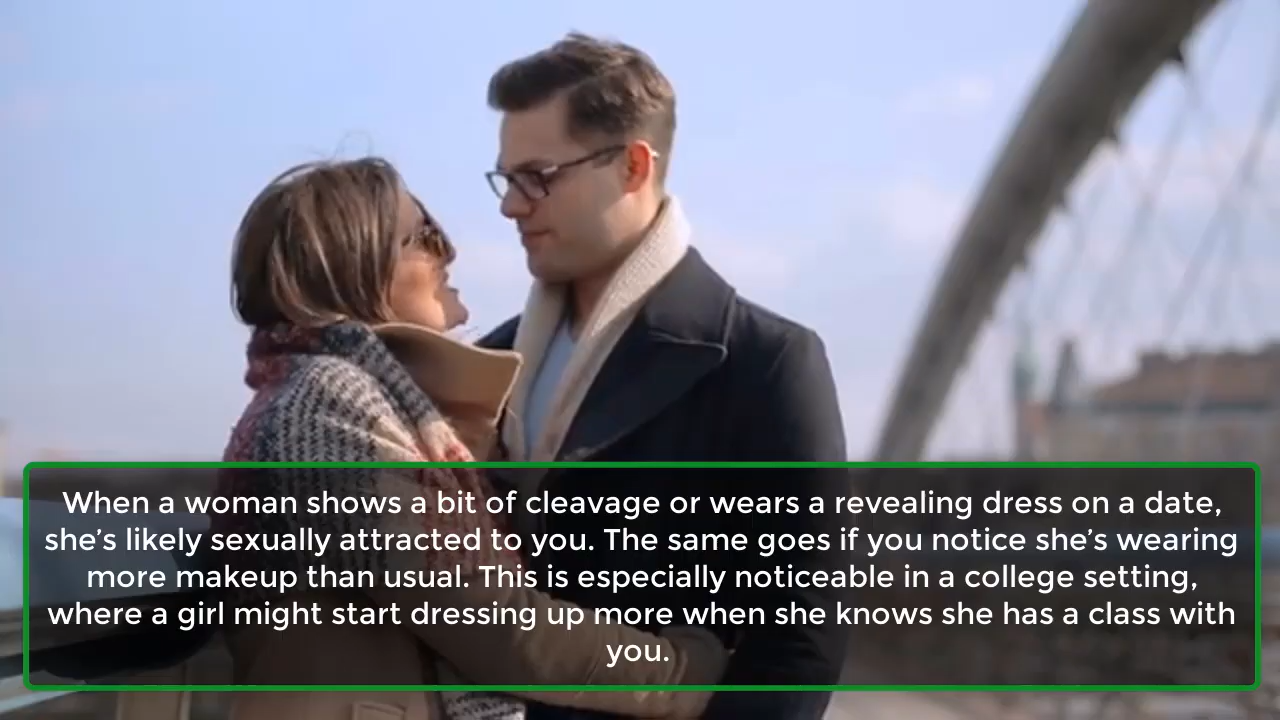 When a woman shows a bit of cleavage or wears a revealing dress on a date,
she’s likely sexually attracted to you. The same goes if you notice she’s wearing
more makeup than usual. This is especially noticeable in a college setting,
where a girl might start dressing up more when she knows she has a class with
you.